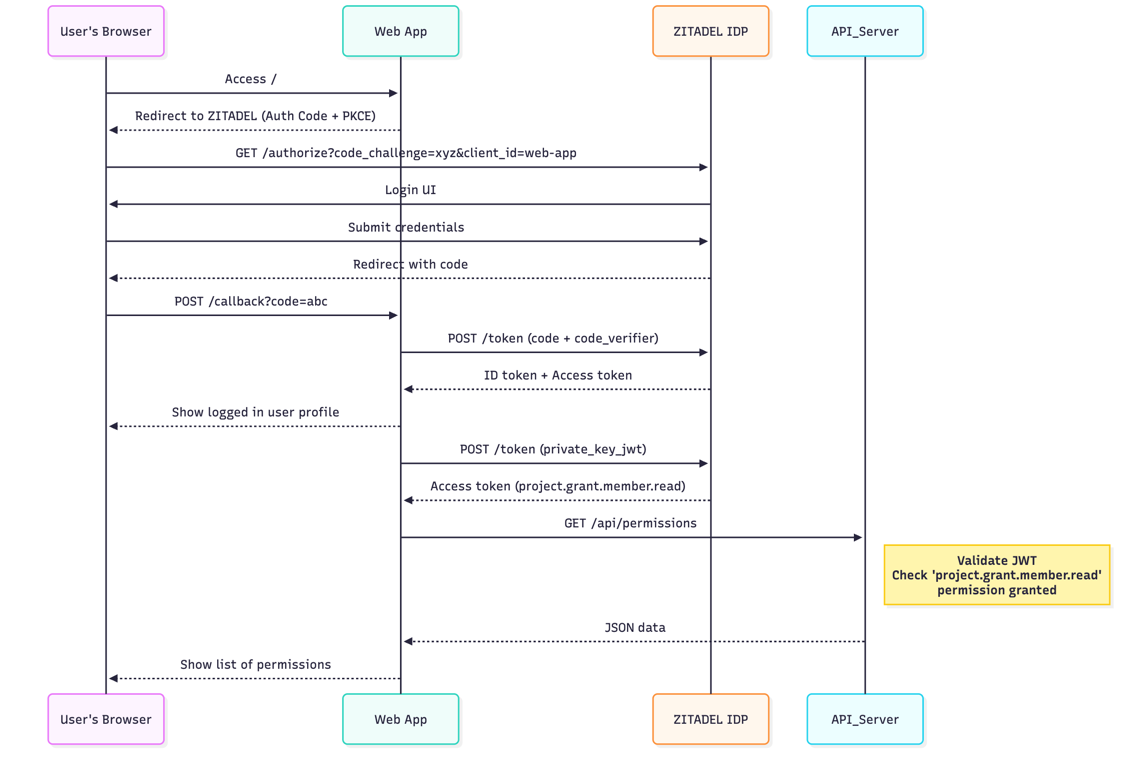 User's Browser
Web App
ZITADEL IDP
API_Server
Access /
Redirect to ZITADEL (Auth Code + PKCE)
GET /authorize?code_challenge=xyz&client_id=web-app
Login UI
Submit credentials
Redirect with code
POST /callback?code=abc
POST /token (code + code_verifier)
ID token + Access token
Show logged in user profile
POST /token (private_key_jwt)
Access token (project.grant.member.read)
GET /api/permissions
Validate JWT
Check 'project.grant.member.read'
permission granted
JSON data
Show list of permissions
User's Browser
Web App
ZITADEL IDP
API_Server